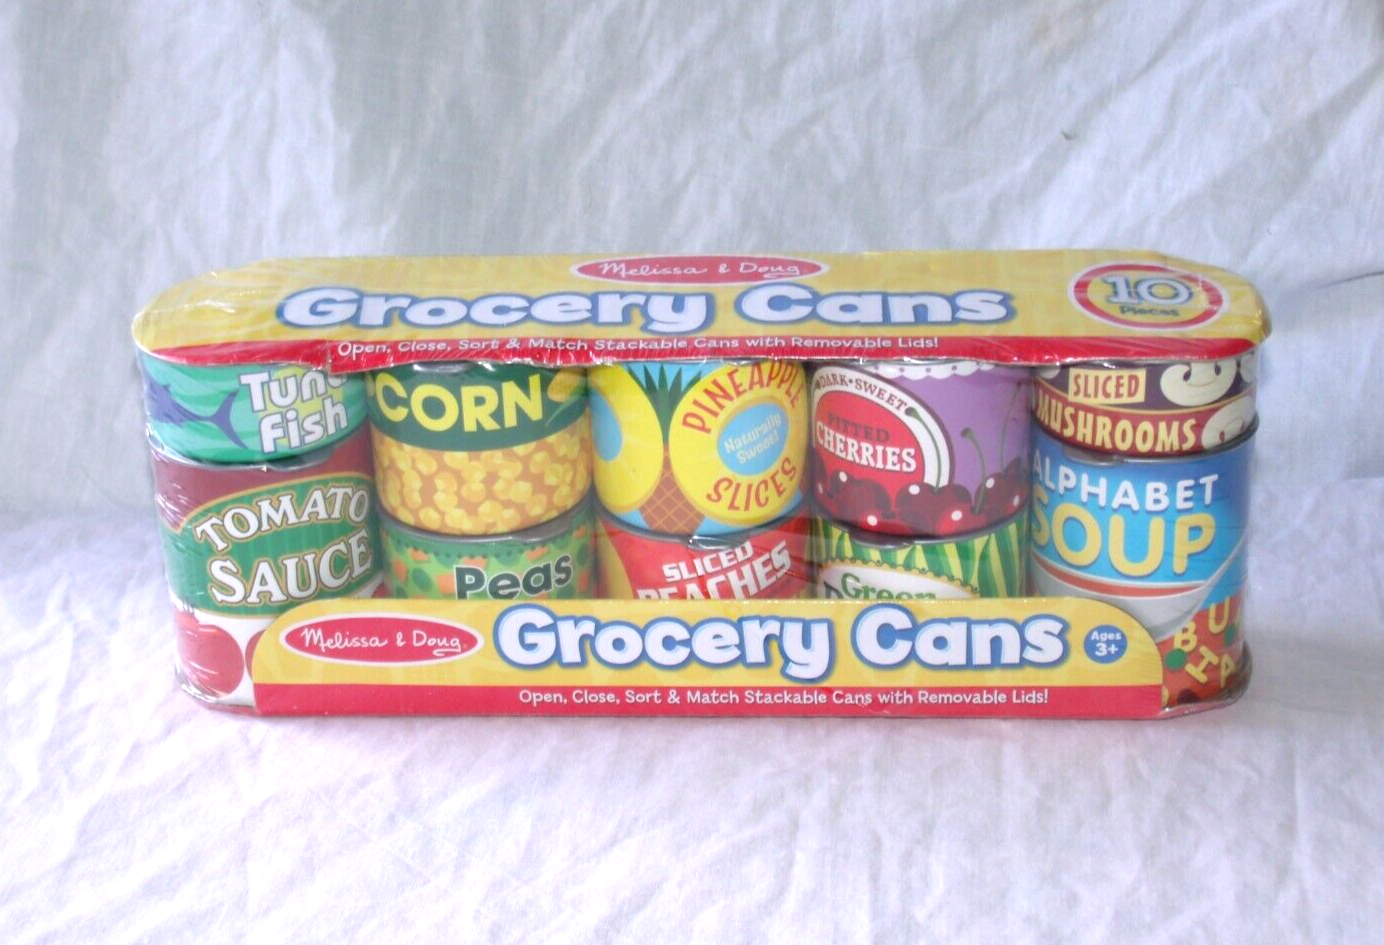 Melissa & Doug
Grocery Cans
10
Pieces
Open, Close, Sort & Match Stackable Cans with Removable Lids!
Tuna
Fish
CORN
PINEAPPLE
Naturally
Sweet!
SLICES
DARK • SWEET
PITTED
CHERRIES
SLICED
MUSHROOMS
TOMATO
SAUCE
Peas
SLICED
PEACHES
Green
ALPHABET
SOUP
B U
H A
Melissa & Doug
Grocery Cans
Ages
3+
Open, Close, Sort & Match Stackable Cans with Removable Lids!